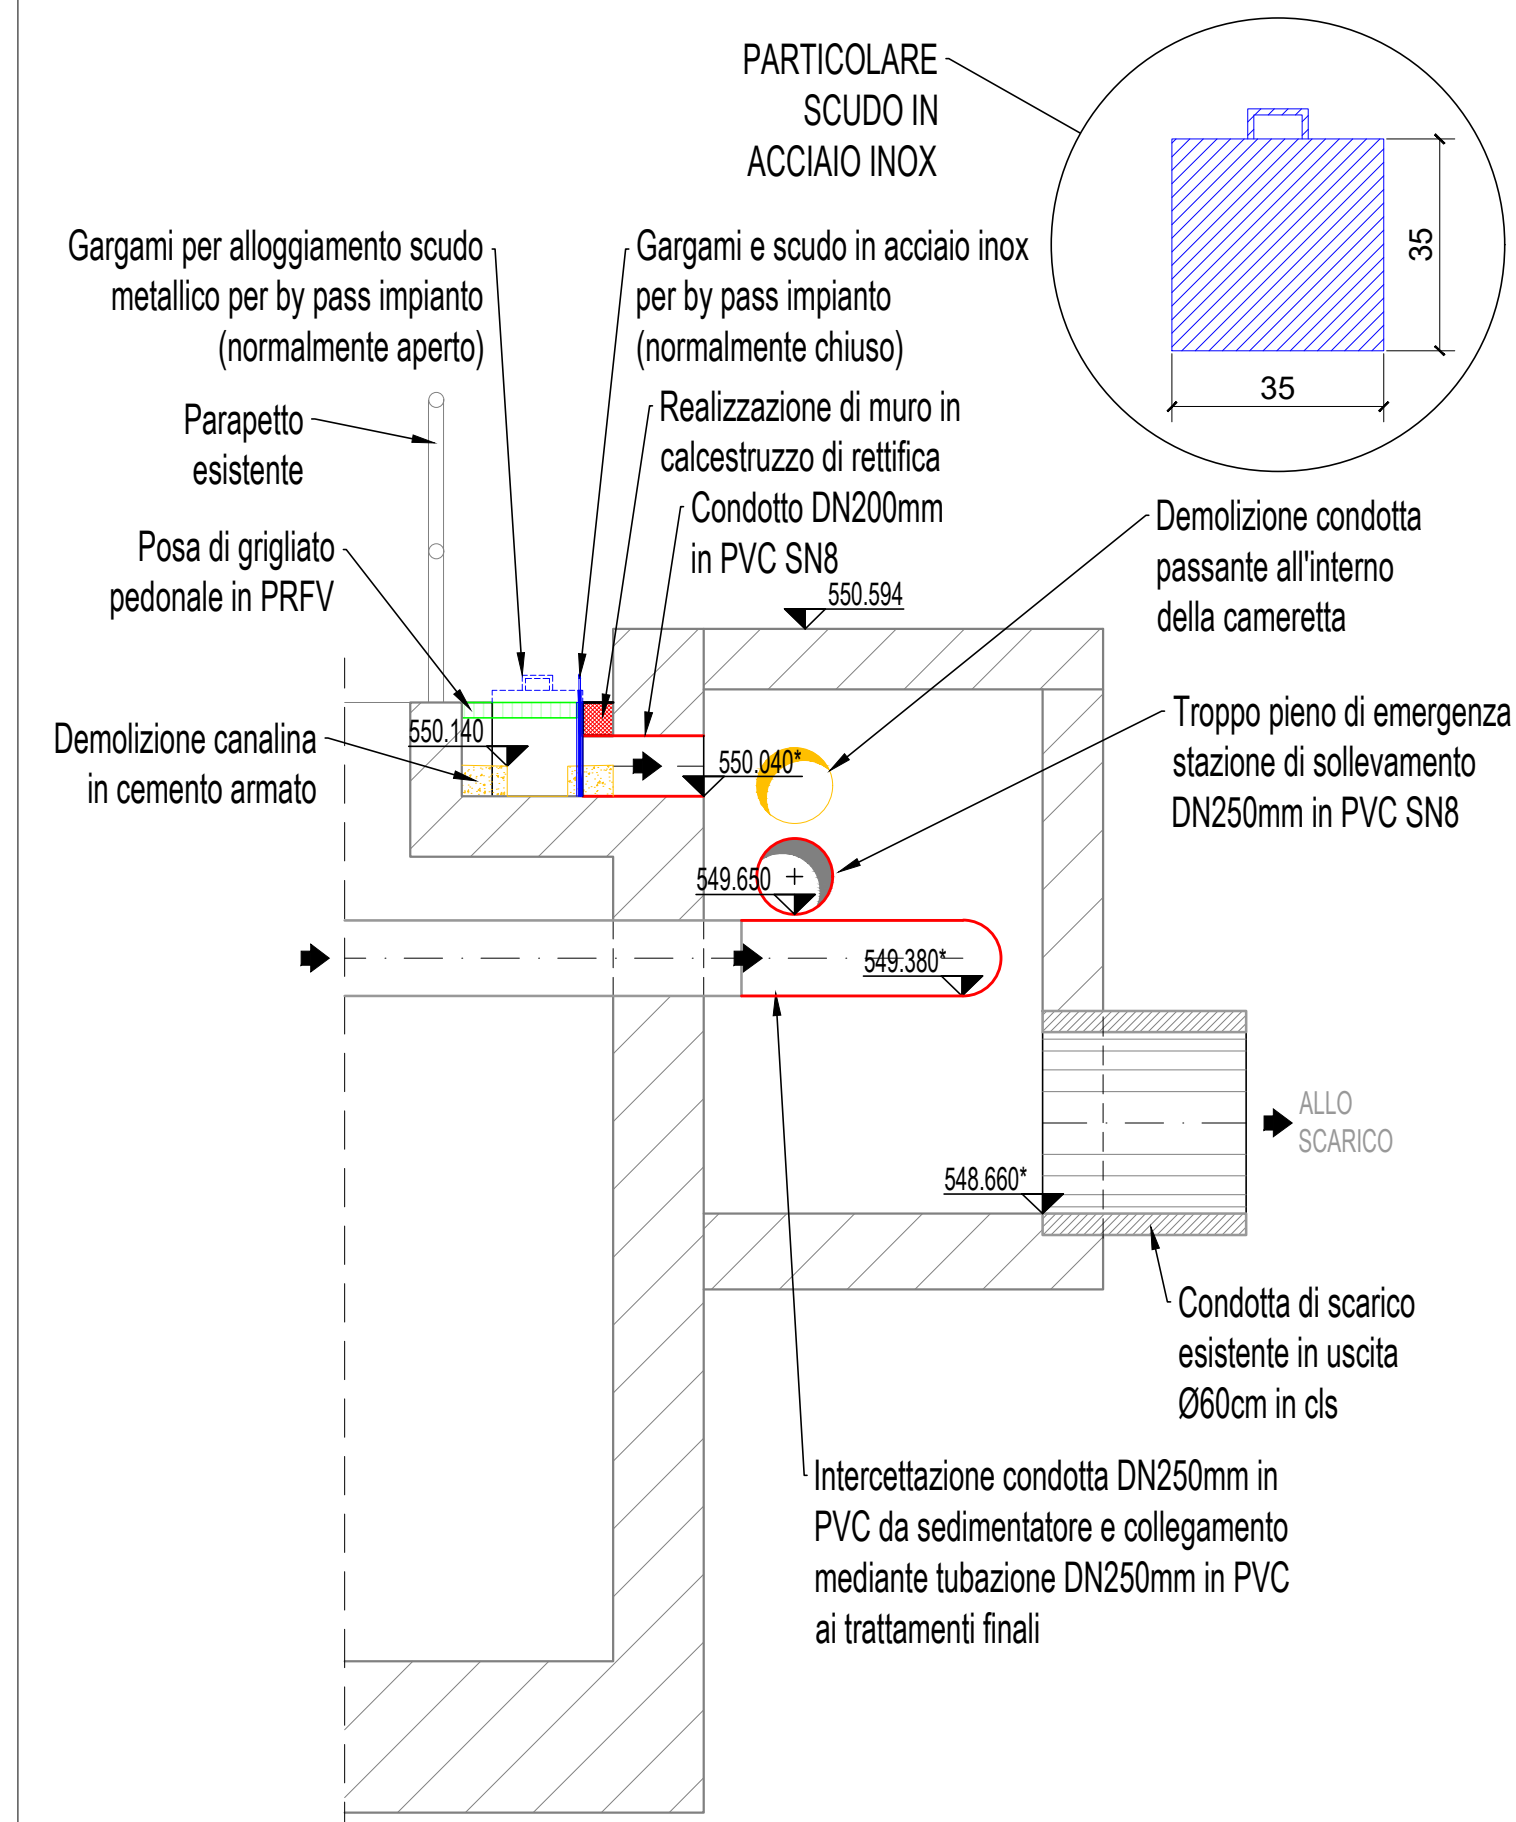 PARTICOLARE
SCUDO IN
ACCIAIO INOX
35
35
Gargami per alloggiamento scudo
metallico per by pass impianto
(normalmente aperto)
Gargami e scudo in acciaio inox
per by pass impianto
(normalmente chiuso)
Parapetto
esistente
Realizzazione di muro in
calcestruzzo di rettifica
Condotto DN200mm
in PVC SN8
Posa di grigliato
pedonale in PRFV
Demolizione condotta
passante all'interno
della cameretta
550.594
Demolizione canalina
in cemento armato
550.140
550.040*
Troppo pieno di emergenza
stazione di sollevamento
DN250mm in PVC SN8
549.650
549.380*
ALLO
SCARICO
548.660*
Condotta di scarico
esistente in uscita
Ø60cm in cls
Intercettazione condotta DN250mm in
PVC da sedimentatore e collegamento
mediante tubazione DN250mm in PVC
ai trattamenti finali